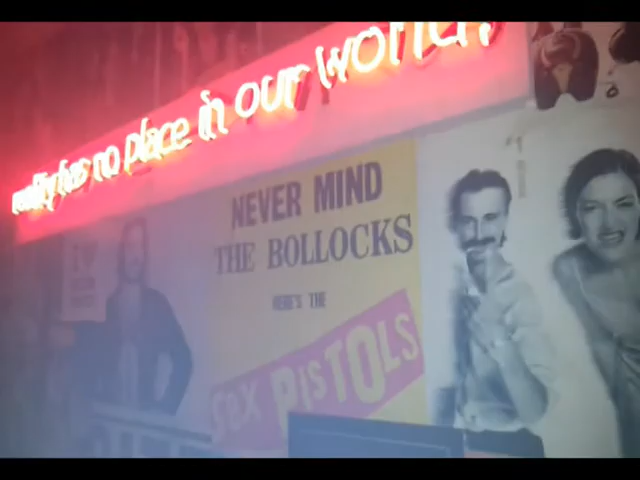 reality has no place in our world
NEVER MIND
THE BOLLOCKS
HERE'S THE
SEX PISTOLS